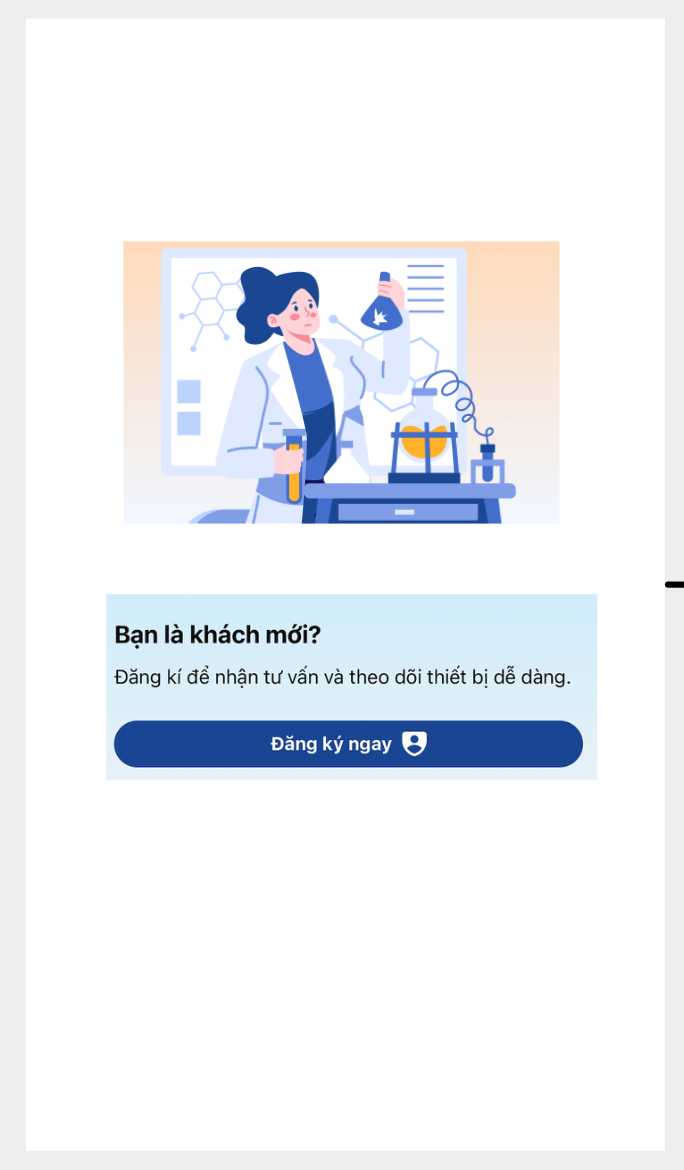 Bạn là khách mới?
Đăng kí để nhận tư vấn và theo dõi thiết bị dễ dàng.
Đăng ký ngay